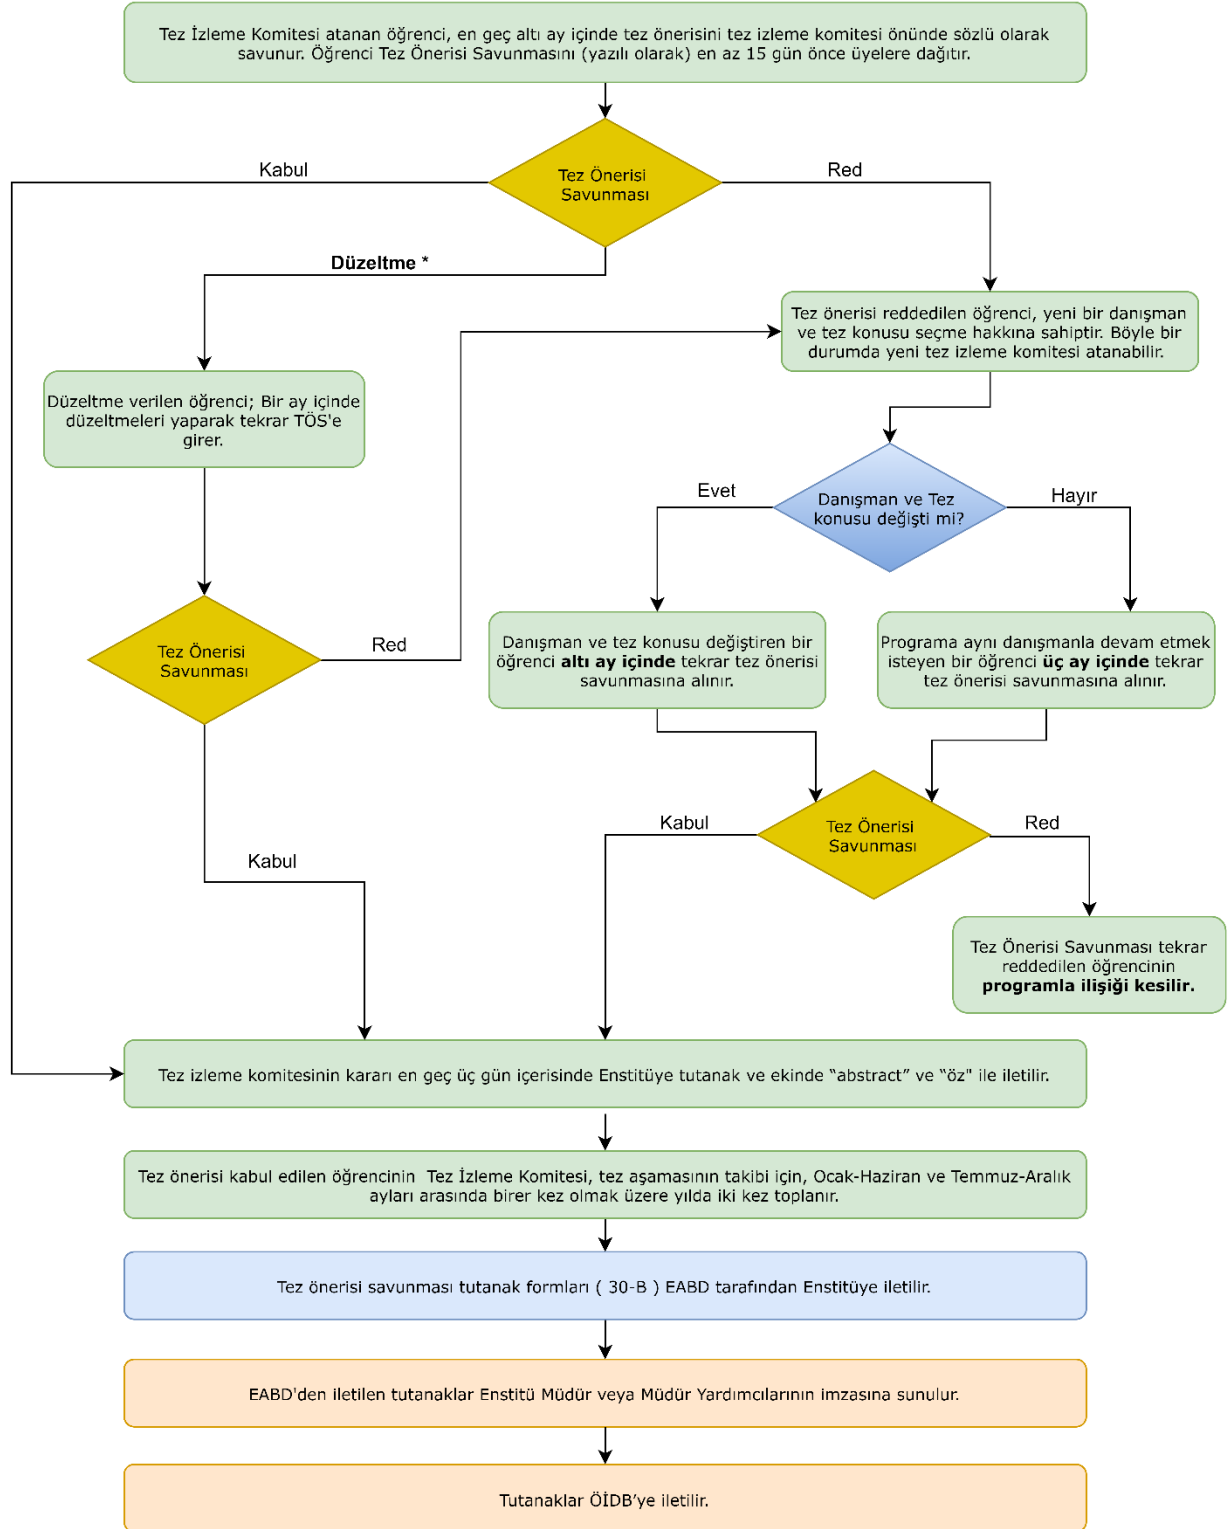 Tez İzleme Komitesi atanan öğrenci, en geç altı ay içinde tez önerisini tez izleme komitesi önünde sözlü olarak
savunur. Öğrenci Tez Önerisi Savunmasını (yazılı olarak) en az 15 gün önce üyelere dağıtır.
Kabul
Tez Önerisi
Savunması
Red
Düzeltme *
Tez önerisi reddedilen öğrenci, yeni bir danışman
ve tez konusu seçme hakkına sahiptir. Böyle bir
durumda yeni tez izleme komitesi atanabilir.
Düzeltme verilen öğrenci; Bir ay içinde
düzeltmeleri yaparak tekrar TÖS'e
girer.
Evet
Danışman ve Tez
konusu değişti mi?
Hayır
Tez Önerisi
Savunması
Red
Danışman ve tez konusu değiştiren bir
öğrenci altı ay içinde tekrar tez önerisi
savunmasına alınır.
Programa aynı danışmanla devam etmek
isteyen bir öğrenci üç ay içinde tekrar
tez önerisi savunmasına alınır.
Kabul
Tez Önerisi
Savunması
Red
Kabul
Tez Önerisi Savunması tekrar
reddedilen öğrencinin
programla ilişiği kesilir.
Tez izleme komitesinin kararı en geç üç gün içerisinde Enstitüye tutanak ve ekinde “abstract” ve “öz" ile iletilir.
Tez önerisi kabul edilen öğrencinin  Tez İzleme Komitesi, tez aşamasının takibi için, Ocak-Haziran ve Temmuz-Aralık
ayları arasında birer kez olmak üzere yılda iki kez toplanır.
Tez önerisi savunması tutanak formları ( 30-B ) EABD tarafından Enstitüye iletilir.
EABD'den iletilen tutanaklar Enstitü Müdür veya Müdür Yardımcılarının imzasına sunulur.
Tutanaklar ÖİDB’ye iletilir.